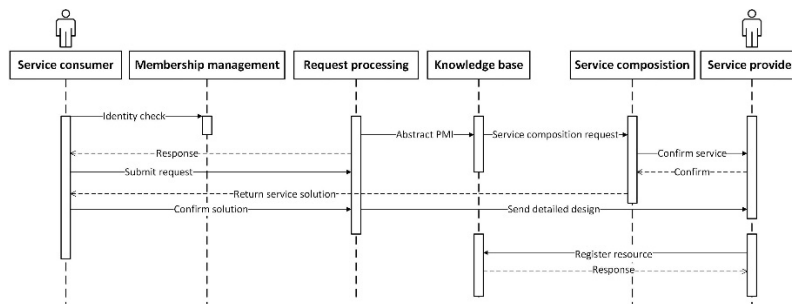 Service consumer
Membership management
Request processing
Knowledge base
Service composistion
Service provide
Identity check
Abstract PMI
Service composition request
Response
Confirm service
Submit request
Confirm
Return service solution
Confirm solution
Send detailed design
Register resource
Response